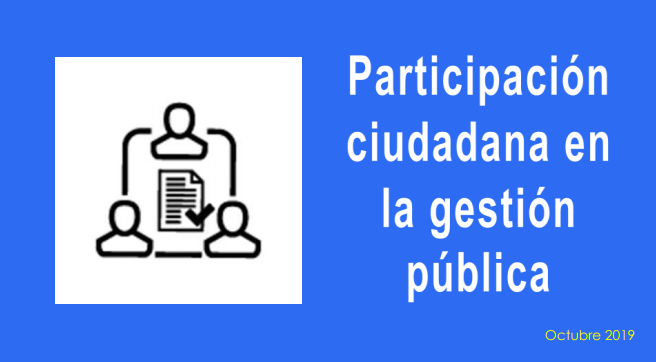 Participación
ciudadana en
la gestión
pública
Octubre 2019